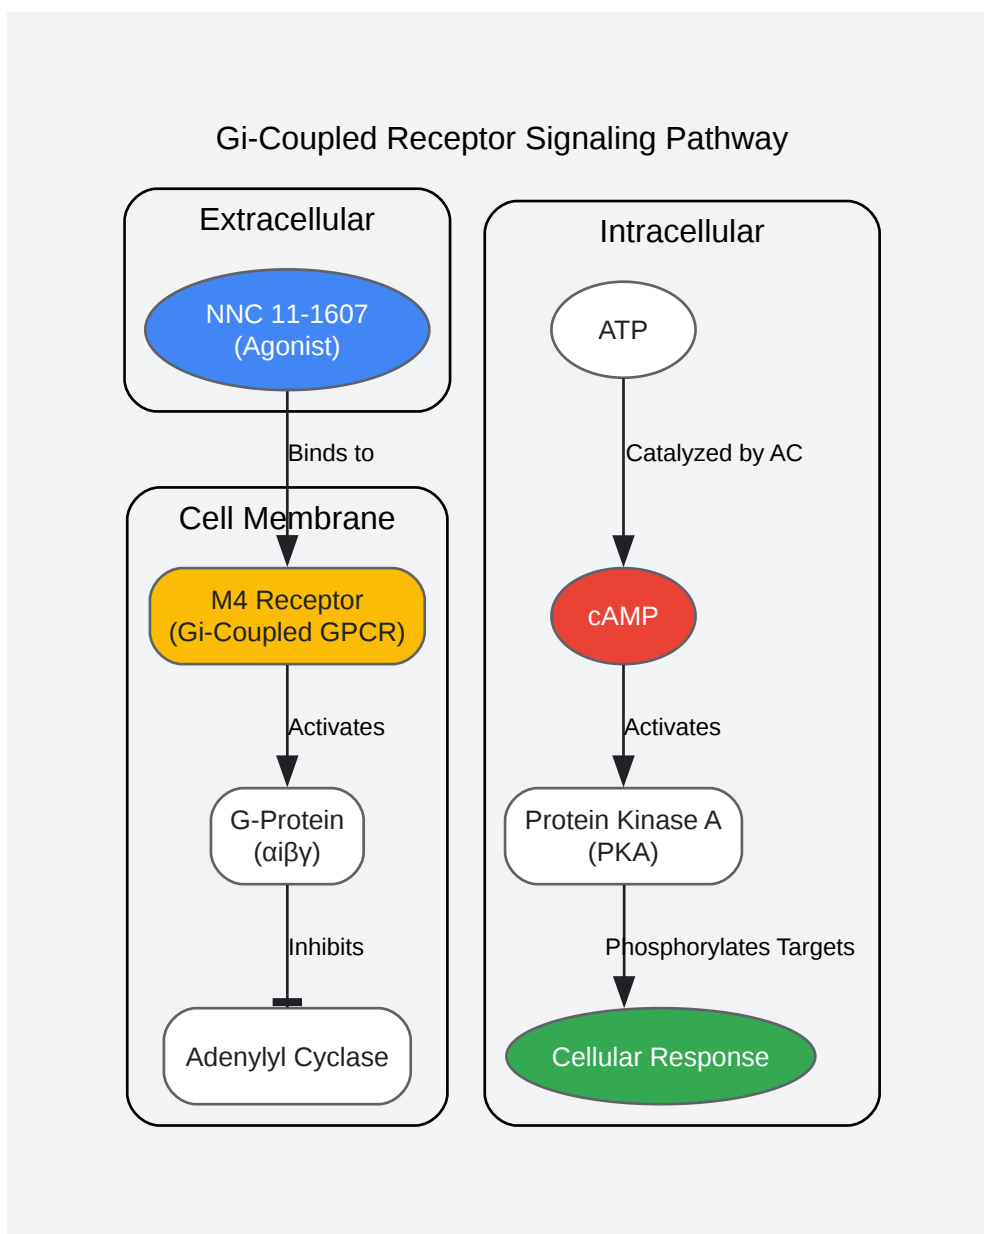 Gi-Coupled Receptor Signaling Pathway
Extracellular
NNC 11-1607
(Agonist)
Binds to
Cell Membrane
M4 Receptor
(Gi-Coupled GPCR)
Activates
G-Protein
(αiβγ)
Inhibits
Adenylyl Cyclase
Intracellular
ATP
Catalyzed by AC
cAMP
Activates
Protein Kinase A
(PKA)
Phosphorylates Targets
Cellular Response